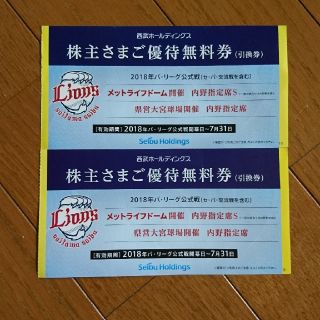 西武ホールディングス
株主さまご優待無料券(引換券)
2018年パ・リーグ公式戦(セ・パ交流戦を含む)
Lions
saitama seibu
メットライフドーム開催 内野指定席S
県営大宮球場開催 内野指定席
【有効期間】2018年パ・リーグ公式戦開幕日~7月31日
Seibu Holdings
西武ホールディングス
株主さまご優待無料券(引換券)
2018年パ・リーグ公式戦(セ・パ交流戦を含む)
Lions
saitama seibu
メットライフドーム開催 内野指定席S
県営大宮球場開催 内野指定席
【有効期間】2018年パ・リーグ公式戦開幕日~7月31日
Seibu Holdings